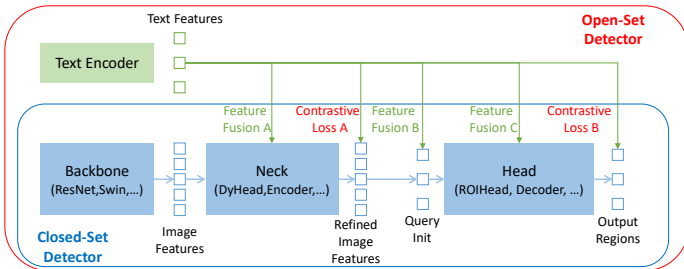 Text Features
Open-Set
Detector
Text Encoder
Feature
Fusion A
Contrastive
Loss A
Feature
Fusion B
Feature
Fusion C
Contrastive
Loss B
Backbone
(ResNet,Swin,...)
Neck
(DyHead,Encoder,...)
Head
(ROIHead, Decoder, ...)
Closed-Set
Detector
Image
Features
Refined
Image
Features
Query
Init
Output
Regions